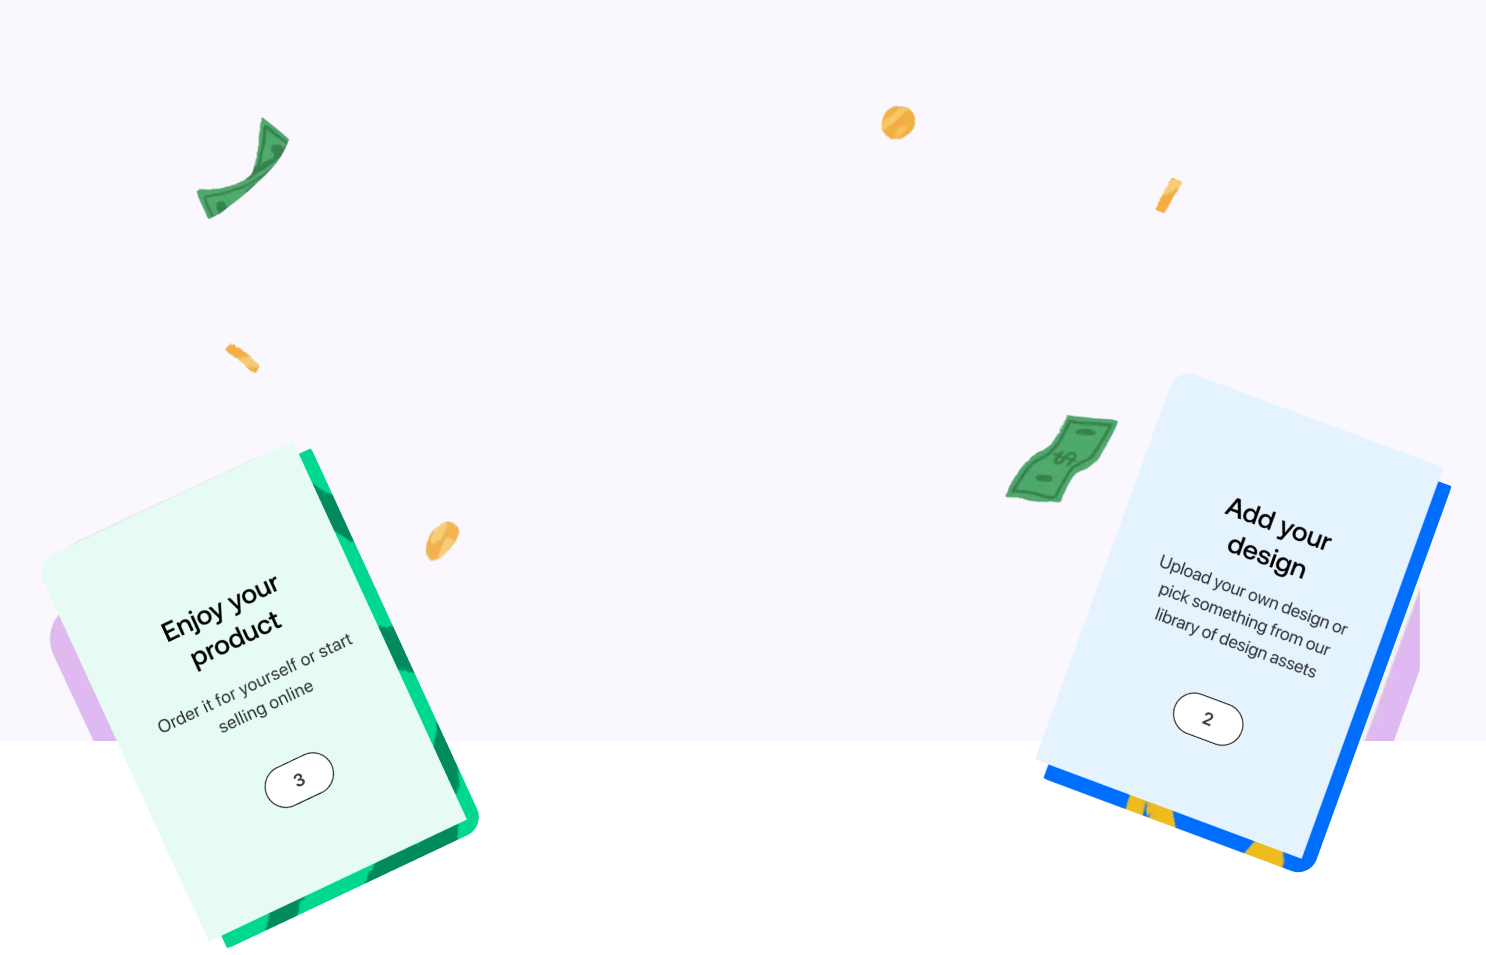 Enjoy your
product
Order it for yourself or start
selling online
3
Add your
design
Upload your own design or
pick something from our
library of design assets
2